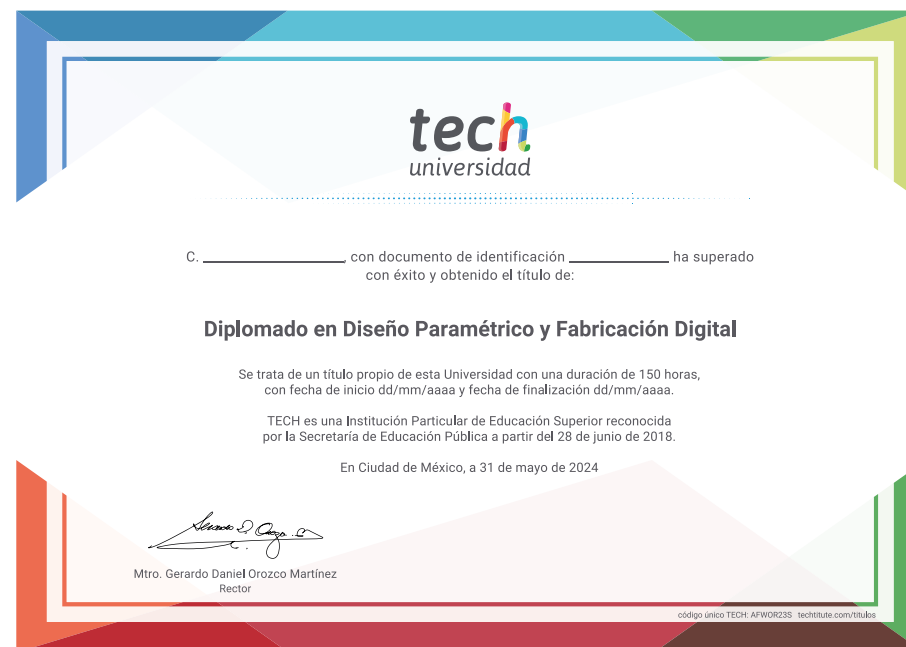 tech
universidad
C. ____________, con documento de identificación ____________ ha superado
con éxito y obtenido el título de:
Diplomado en Diseño Paramétrico y Fabricación Digital
Se trata de un título propio de esta Universidad con una duración de 150 horas,
con fecha de inicio dd/mm/aaaa y fecha de finalización dd/mm/aaaa.
TECH es una Institución Particular de Educación Superior reconocida
por la Secretaría de Educación Pública a partir del 28 de junio de 2018.
En Ciudad de México, a 31 de mayo de 2024
Mtro. Gerardo Daniel Orozco Martínez
Rector
código único TECH: AFWOR23S techtitute.com/titulos